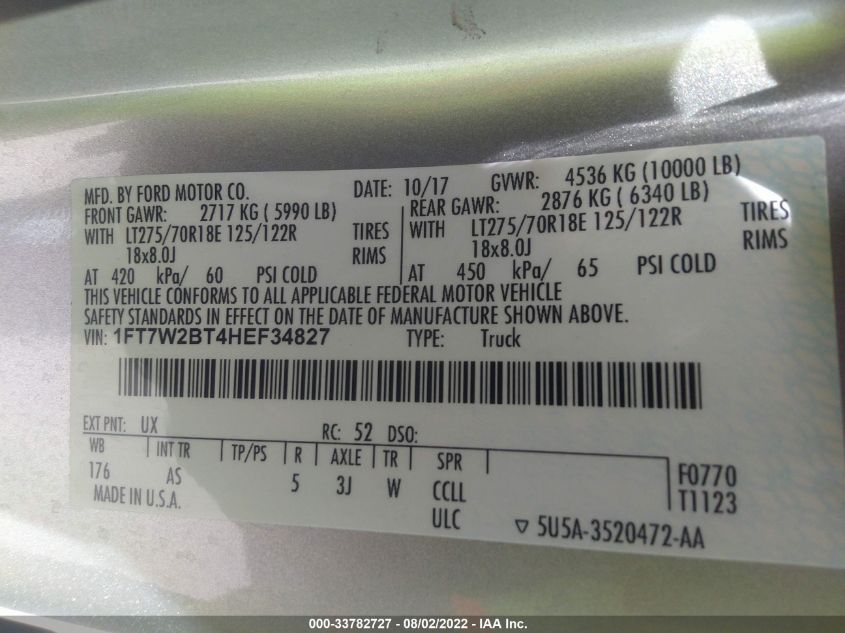 MFD. BY FORD MOTOR CO. DATE: 10/17 GVWR: 4536 KG (10000 LB)
FRONT GAWR: 2717 KG ( 5990 LB) REAR GAWR: 2876 KG ( 6340 LB)
WITH LT275/70R18E 125/122R TIRES WITH LT275/70R18E 125/122R TIRES
18x8.0J RIMS 18x8.0J RIMS
AT 420 kPa/ 60 PSI COLD AT 450 kPa/ 65 PSI COLD
THIS VEHICLE CONFORMS TO ALL APPLICABLE FEDERAL MOTOR VEHICLE
SAFETY STANDARDS IN EFFECT ON THE DATE OF MANUFACTURE SHOWN ABOVE.
VIN: 1FT7W2BT4HEF34827 TYPE: Truck
EXT PNT: UX RC: 52 DSO:
WB INT TR TP/PS R AXLE TR SPR
176 AS 5 3J W CCLL F0770
MADE IN U.S.A. ULC T1123
▽ 5U5A-3520472-AA
000-33782727 - 08/02/2022 - IAA Inc.